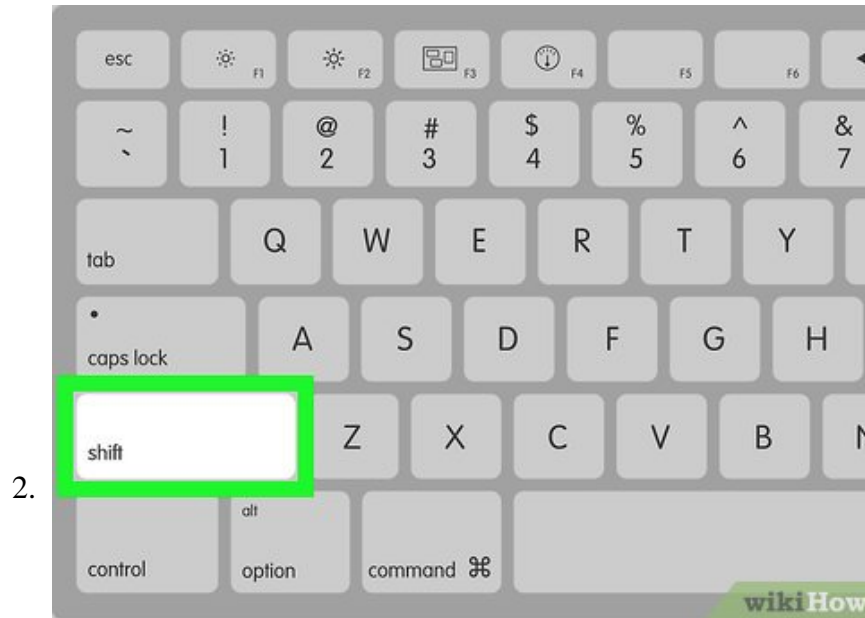 esc F1 F2 F3 F4 F5 F6
~ ! @ # $ % ^ &
` 1 2 3 4 5 6 7
tab Q W E R T Y
caps lock A S D F G H
shift Z X C V B
2.
alt
control option command ⌘
wikiHow